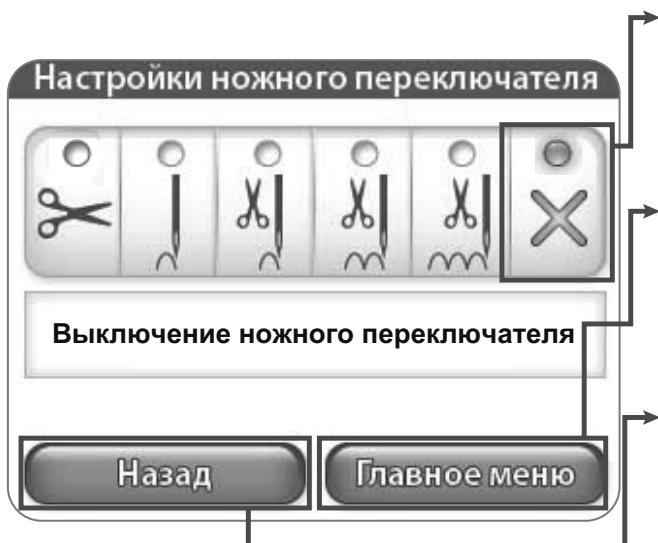 Настройки ножного переключателя
Выключение ножного переключателя
Назад
Главное меню